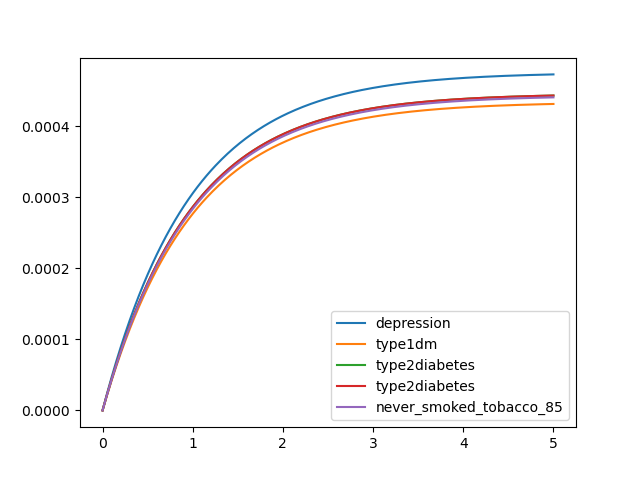 0.0004
0.0003
0.0002
0.0001
0.0000
0 1 2 3 4 5
depression
type1dm
type2diabetes
type2diabetes
never_smoked_tobacco_85